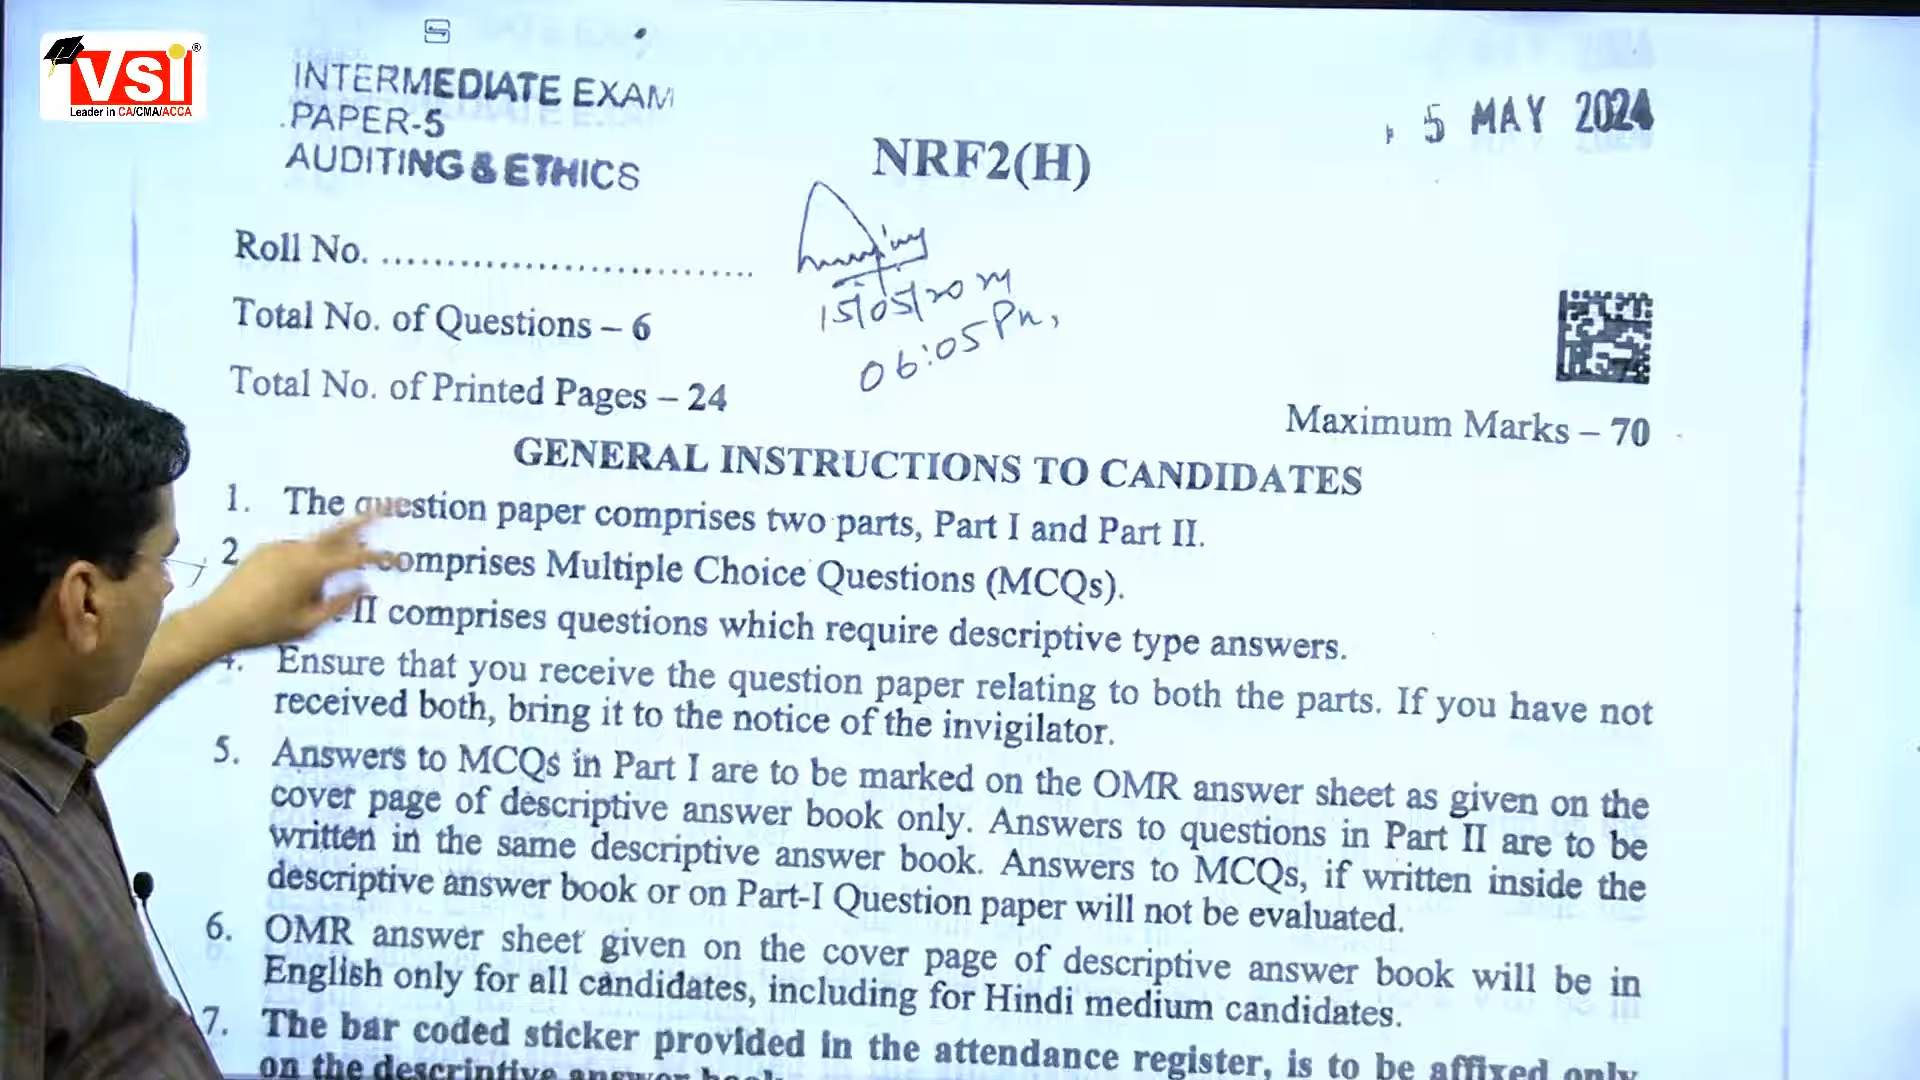 VSI®
Leader in CA/CMA/ACCA
INTERMEDIATE EXAM
PAPER-5
AUDITING & ETHICS
NRF2(H)
5 MAY 2024
Roll No. ..............................
15/05/20
06:05 Pm,
Total No. of Questions – 6
Total No. of Printed Pages – 24
Maximum Marks – 70
GENERAL INSTRUCTIONS TO CANDIDATES
1. The question paper comprises two parts, Part I and Part II.
2 comprises Multiple Choice Questions (MCQs).
II comprises questions which require descriptive type answers.
4. Ensure that you receive the question paper relating to both the parts. If you have not
received both, bring it to the notice of the invigilator.
5. Answers to MCQs in Part I are to be marked on the OMR answer sheet as given on the
cover page of descriptive answer book only. Answers to questions in Part II are to be
written in the same descriptive answer book. Answers to MCQs, if written inside the
descriptive answer book or on Part-I Question paper will not be evaluated.
6. OMR answer sheet given on the cover page of descriptive answer book will be in
English only for all candidates, including for Hindi medium candidates.
7. The bar coded sticker provided in the attendance register, is to be affixed only
on the descriptive answer book